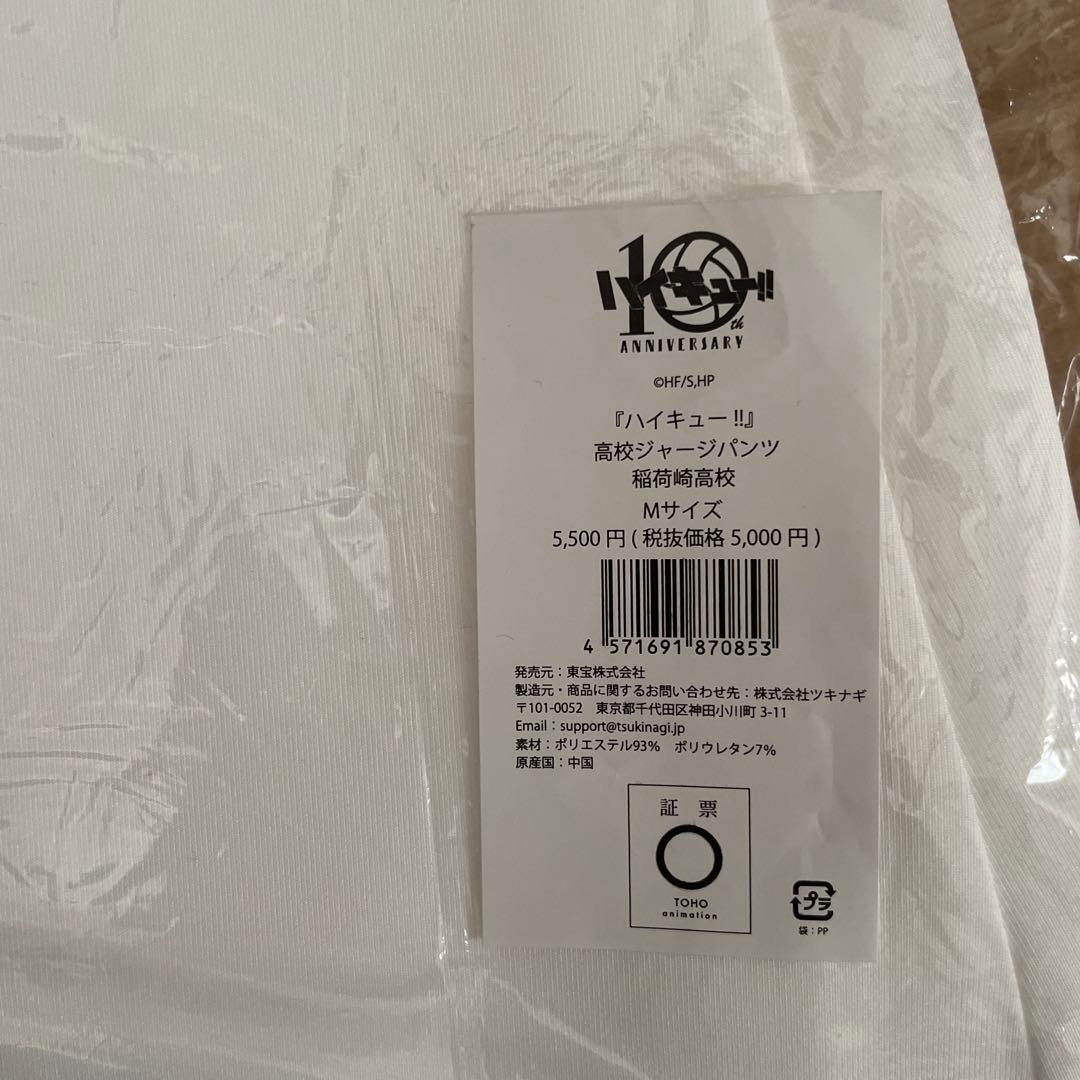 10th
ハイキュー!!
ANNIVERSARY
©HF/S,HP
『ハイキュー!!』
高校ジャージパンツ
稲荷崎高校
Mサイズ
5,500円(税抜価格 5,000円)
4 571691 870853
発売元：東宝株式会社
製造元・商品に関するお問い合わせ先：株式会社ツキナギ
〒101-0052 東京都千代田区神田小川町 3-11
Email：support@tsukinagi.jp
素材：ポリエステル93% ポリウレタン7%
原産国：中国
証 票
TOHO
animation
プラ
袋：PP